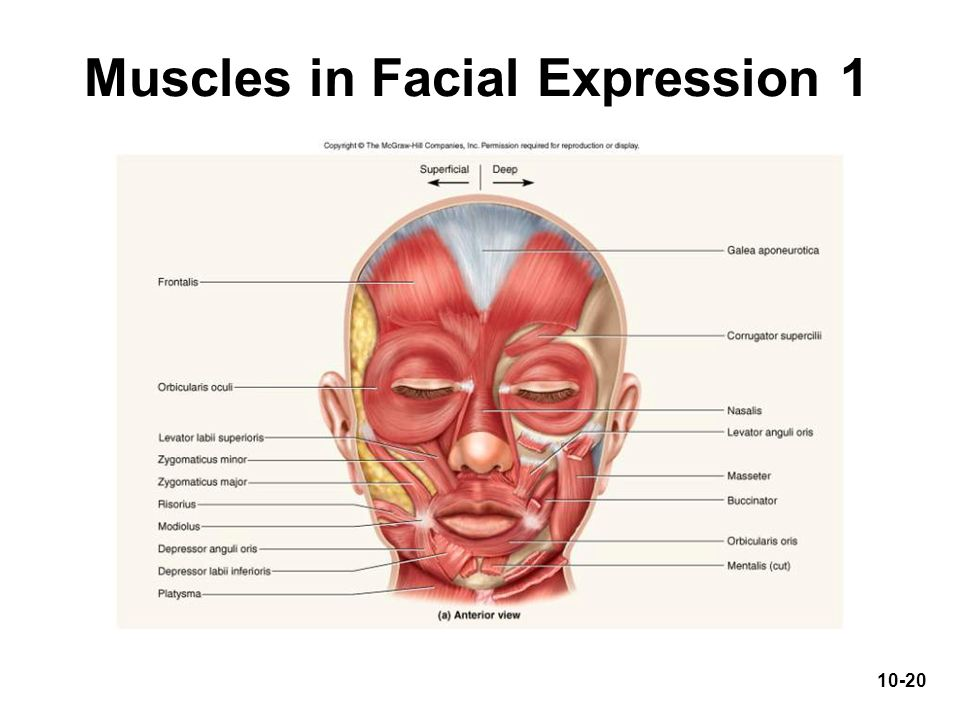 Muscles in Facial Expression 1
Copyright © The McGraw-Hill Companies, Inc. Permission required for reproduction or display.
Superficial Deep
Galea aponeurotica
Frontalis
Corrugator supercilii
Orbicularis oculi
Nasalis
Levator anguli oris
Levator labii superioris
Zygomaticus minor
Masseter
Zygomaticus major
Buccinator
Risorius
Modiolus
Orbicularis oris
Depressor anguli oris
Mentalis (cut)
Depressor labii inferioris
Platysma
(a) Anterior view
10-20